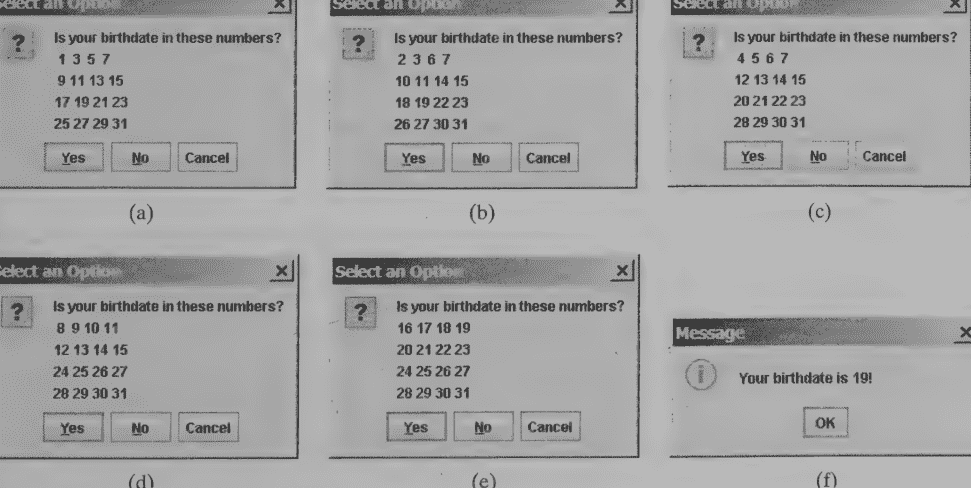 Select an Option
Is your birthdate in these numbers?
1 3 5 7
9 11 13 15
17 19 21 23
25 27 29 31
Yes No Cancel
(a)
Select an Option
Is your birthdate in these numbers?
2 3 6 7
10 11 14 15
18 19 22 23
26 27 30 31
Yes No Cancel
(b)
Select an Option
Is your birthdate in these numbers?
4 5 6 7
12 13 14 15
20 21 22 23
28 29 30 31
Yes No Cancel
(c)
Select an Option
Is your birthdate in these numbers?
8 9 10 11
12 13 14 15
24 25 26 27
28 29 30 31
Yes No Cancel
(d)
Select an Option
Is your birthdate in these numbers?
16 17 18 19
20 21 22 23
24 25 26 27
28 29 30 31
Yes No Cancel
(e)
Message
Your birthdate is 19!
OK
(f)